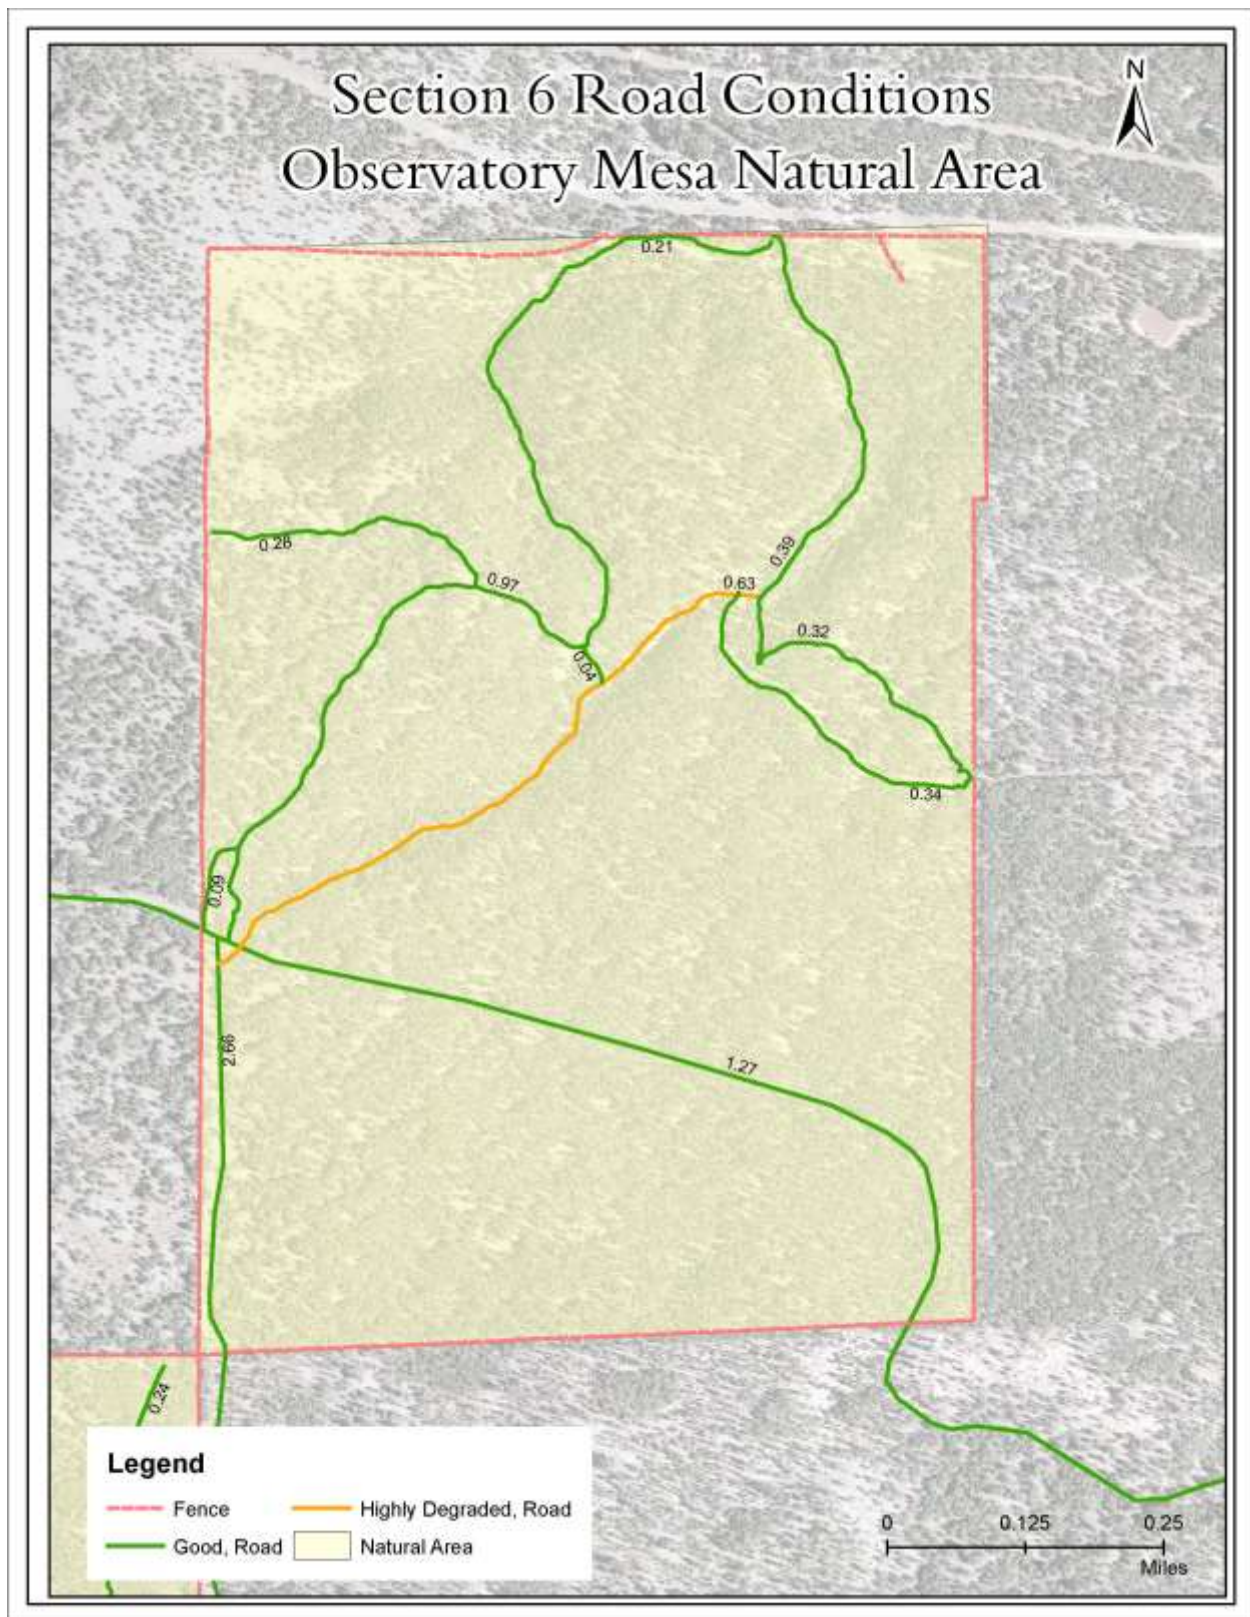 Section 6 Road Conditions
Observatory Mesa Natural Area
N
0.21
0.28
0.97
0.39
0.63
0.32
0.04
0.34
0.09
2.66
1.27
0.24
Legend
Fence
Highly Degraded, Road
Good, Road
Natural Area
0 0.125 0.25
Miles